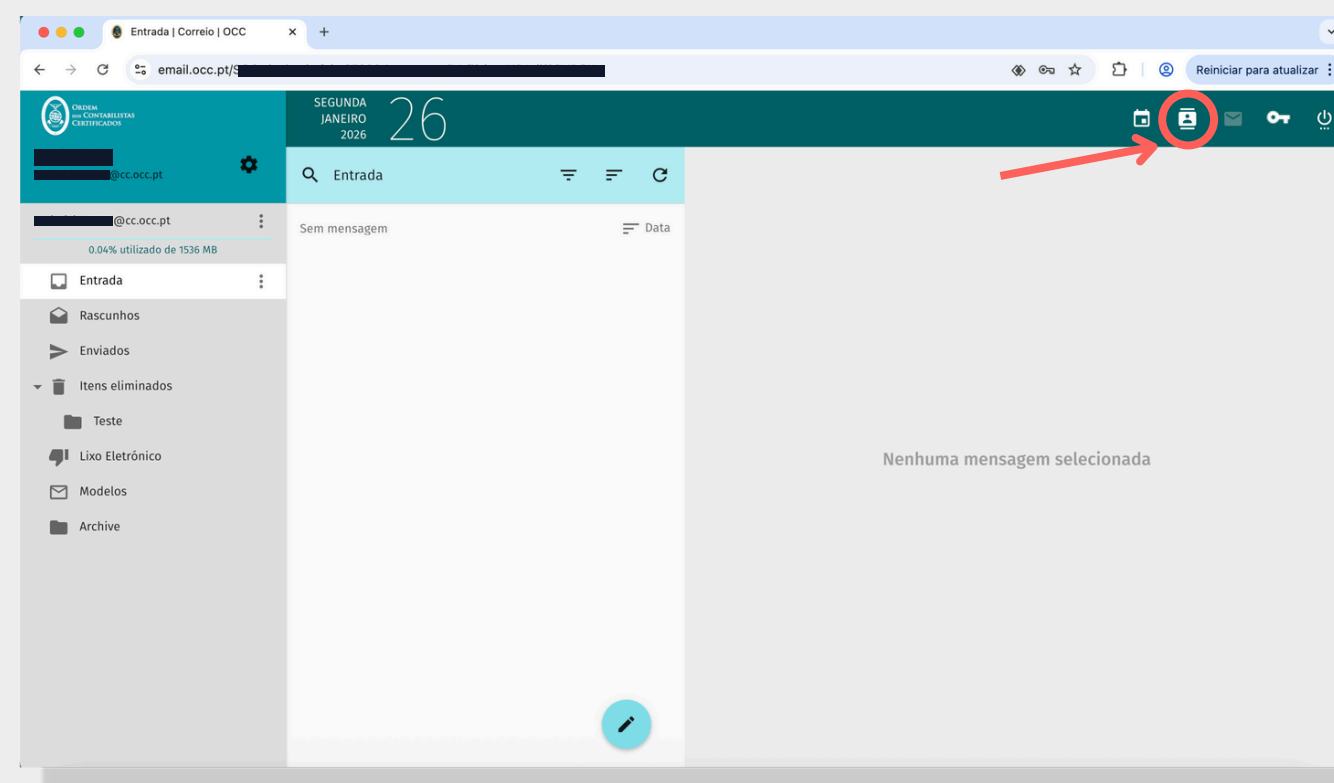 Entrada | Correio | OCC
email.occ.pt/
Reiniciar para atualizar
ORDEM
DOS CONTABILISTAS
CERTIFICADOS
SEGUNDA
JANEIRO
2026
26
@cc.occ.pt
Entrada
@cc.occ.pt
Sem mensagem
Data
0.04% utilizado de 1536 MB
Entrada
Rascunhos
Enviados
Itens eliminados
Teste
Lixo Eletrónico
Nenhuma mensagem selecionada
Modelos
Archive